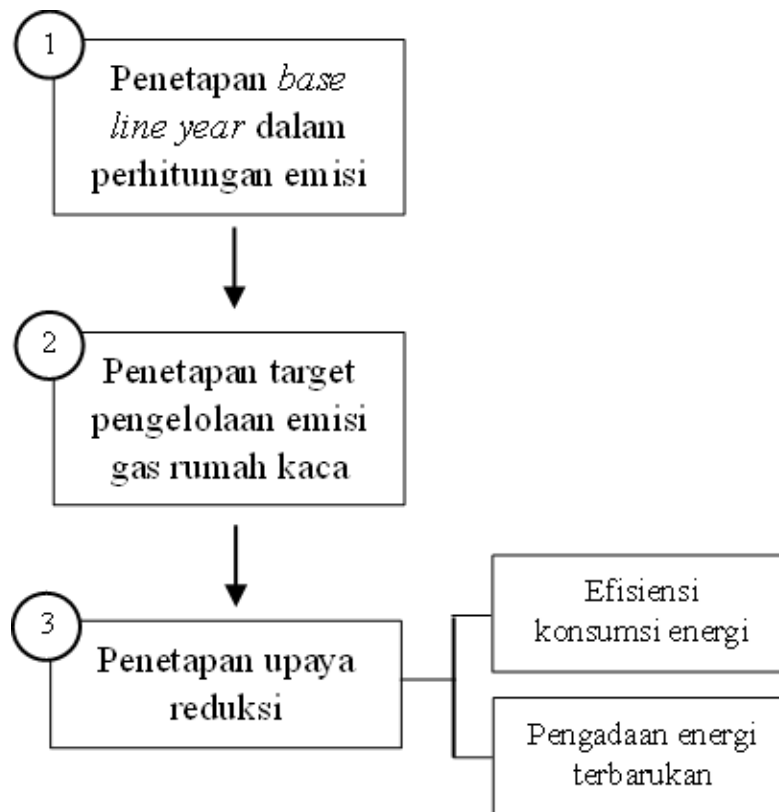 1
Penetapan base
line year dalam
perhitungan emisi
2
Penetapan target
pengelolaan emisi
gas rumah kaca
3
Penetapan upaya
reduksi
Efisiensi
konsumsi energi
Pengadaan energi
terbarukan